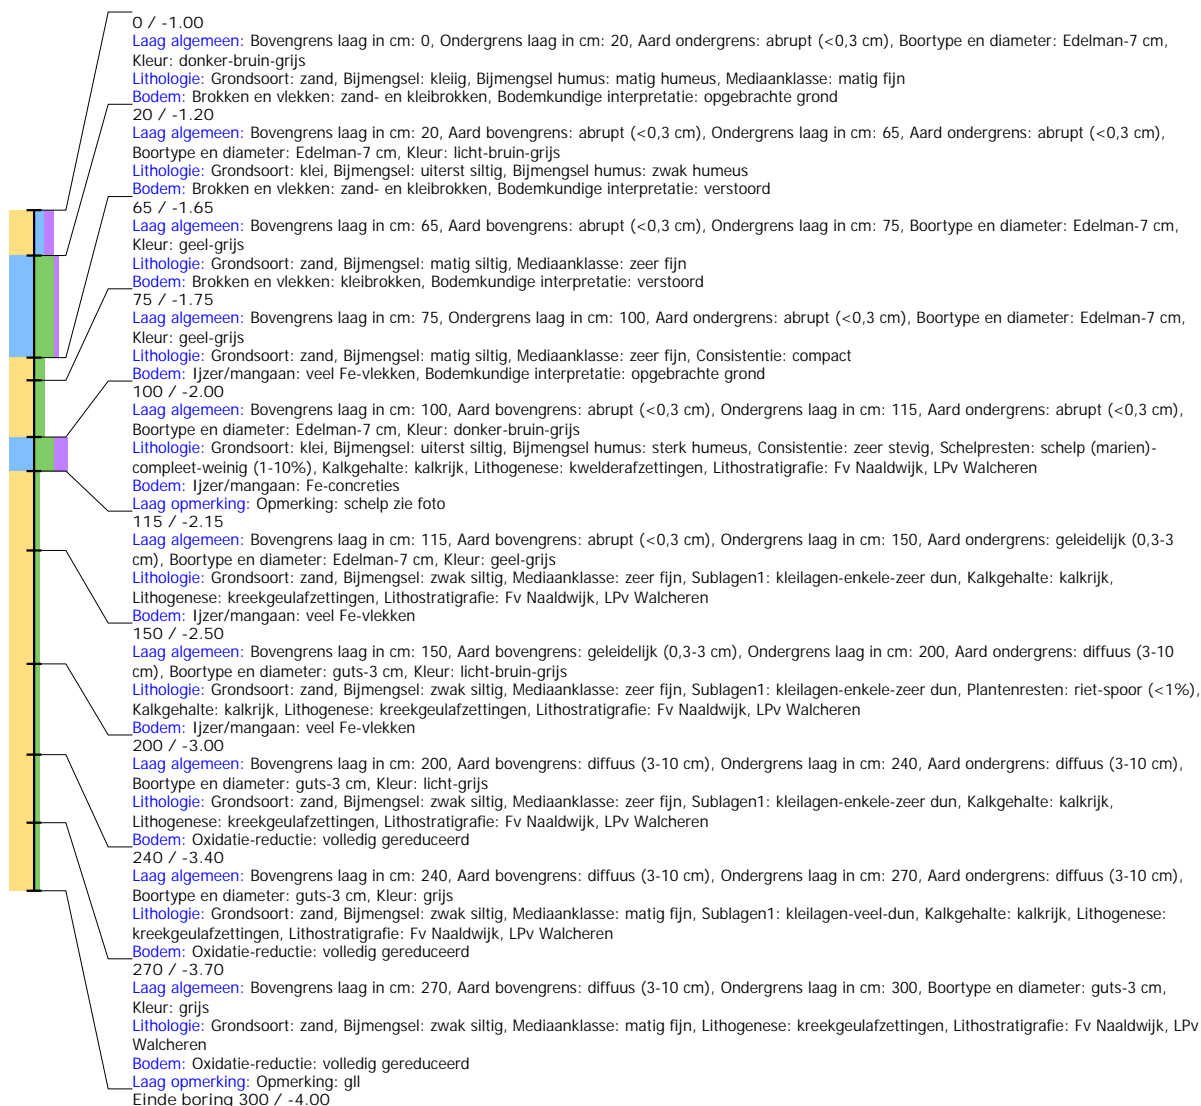 0 / -1.00
Laag algemeen: Bovengrens laag in cm: 0, Ondergrens laag in cm: 20, Aard ondergrens: abrupt (<0,3 cm), Boortype en diameter: Edelman-7 cm,
Kleur: donker-bruin-grijs
Lithologie: Grondsoort: zand, Bijmengsel: kleiig, Bijmengsel humus: matig humeus, Mediaanklasse: matig fijn
Bodem: Brokken en vlekken: zand- en kleibrokken, Bodemkundige interpretatie: opgebrachte grond
20 / -1.20
Laag algemeen: Bovengrens laag in cm: 20, Aard bovengrens: abrupt (<0,3 cm), Ondergrens laag in cm: 65, Aard ondergrens: abrupt (<0,3 cm),
Boortype en diameter: Edelman-7 cm, Kleur: licht-bruin-grijs
Lithologie: Grondsoort: klei, Bijmengsel: uiterst siltig, Bijmengsel humus: zwak humeus
Bodem: Brokken en vlekken: zand- en kleibrokken, Bodemkundige interpretatie: verstoord
65 / -1.65
Laag algemeen: Bovengrens laag in cm: 65, Aard bovengrens: abrupt (<0,3 cm), Ondergrens laag in cm: 75, Boortype en diameter: Edelman-7 cm,
Kleur: geel-grijs
Lithologie: Grondsoort: zand, Bijmengsel: matig siltig, Mediaanklasse: zeer fijn
Bodem: Brokken en vlekken: kleibrokken, Bodemkundige interpretatie: verstoord
75 / -1.75
Laag algemeen: Bovengrens laag in cm: 75, Ondergrens laag in cm: 100, Aard ondergrens: abrupt (<0,3 cm), Boortype en diameter: Edelman-7 cm,
Kleur: geel-grijs
Lithologie: Grondsoort: zand, Bijmengsel: matig siltig, Mediaanklasse: zeer fijn, Consistentie: compact
Bodem: Ijzer/mangaan: veel Fe-vlekken, Bodemkundige interpretatie: opgebrachte grond
100 / -2.00
Laag algemeen: Bovengrens laag in cm: 100, Aard bovengrens: abrupt (<0,3 cm), Ondergrens laag in cm: 115, Aard ondergrens: abrupt (<0,3 cm),
Boortype en diameter: Edelman-7 cm, Kleur: donker-bruin-grijs
Lithologie: Grondsoort: klei, Bijmengsel: uiterst siltig, Bijmengsel humus: sterk humeus, Consistentie: zeer stevig, Schelpresten: schelp (marien)-
compleet-weinig (1-10%), Kalkgehalte: kalkrijk, Lithogenese: kwelderafzettingen, Lithostratigrafie: Fv Naaldwijk, LPv Walcheren
Bodem: Ijzer/mangaan: Fe-concreties
Laag opmerking: Opmerking: schelp zie foto
115 / -2.15
Laag algemeen: Bovengrens laag in cm: 115, Aard bovengrens: abrupt (<0,3 cm), Ondergrens laag in cm: 150, Aard ondergrens: geleidelijk (0,3-3
cm), Boortype en diameter: Edelman-7 cm, Kleur: geel-grijs
Lithologie: Grondsoort: zand, Bijmengsel: zwak siltig, Mediaanklasse: zeer fijn, Sublagen1: kleilagen-enkele-zeer dun, Kalkgehalte: kalkrijk,
Lithogenese: kreekgeulafzettingen, Lithostratigrafie: Fv Naaldwijk, LPv Walcheren
Bodem: Ijzer/mangaan: veel Fe-vlekken
150 / -2.50
Laag algemeen: Bovengrens laag in cm: 150, Aard bovengrens: geleidelijk (0,3-3 cm), Ondergrens laag in cm: 200, Aard ondergrens: diffuus (3-10
cm), Boortype en diameter: guts-3 cm, Kleur: licht-bruin-grijs
Lithologie: Grondsoort: zand, Bijmengsel: zwak siltig, Mediaanklasse: zeer fijn, Sublagen1: kleilagen-enkele-zeer dun, Plantenresten: riet-spoor (<1%),
Kalkgehalte: kalkrijk, Lithogenese: kreekgeulafzettingen, Lithostratigrafie: Fv Naaldwijk, LPv Walcheren
Bodem: Ijzer/mangaan: veel Fe-vlekken
200 / -3.00
Laag algemeen: Bovengrens laag in cm: 200, Aard bovengrens: diffuus (3-10 cm), Ondergrens laag in cm: 240, Aard ondergrens: diffuus (3-10 cm),
Boortype en diameter: guts-3 cm, Kleur: licht-grijs
Lithologie: Grondsoort: zand, Bijmengsel: zwak siltig, Mediaanklasse: zeer fijn, Sublagen1: kleilagen-enkele-zeer dun, Kalkgehalte: kalkrijk,
Lithogenese: kreekgeulafzettingen, Lithostratigrafie: Fv Naaldwijk, LPv Walcheren
Bodem: Oxidatie-reductie: volledig gereduceerd
240 / -3.40
Laag algemeen: Bovengrens laag in cm: 240, Aard bovengrens: diffuus (3-10 cm), Ondergrens laag in cm: 270, Aard ondergrens: diffuus (3-10 cm),
Boortype en diameter: guts-3 cm, Kleur: grijs
Lithologie: Grondsoort: zand, Bijmengsel: zwak siltig, Mediaanklasse: matig fijn, Sublagen1: kleilagen-veel-dun, Kalkgehalte: kalkrijk, Lithogenese:
kreekgeulafzettingen, Lithostratigrafie: Fv Naaldwijk, LPv Walcheren
Bodem: Oxidatie-reductie: volledig gereduceerd
270 / -3.70
Laag algemeen: Bovengrens laag in cm: 270, Aard bovengrens: diffuus (3-10 cm), Ondergrens laag in cm: 300, Boortype en diameter: guts-3 cm,
Kleur: grijs
Lithologie: Grondsoort: zand, Bijmengsel: zwak siltig, Mediaanklasse: matig fijn, Lithogenese: kreekgeulafzettingen, Lithostratigrafie: Fv Naaldwijk, LPv
Walcheren
Bodem: Oxidatie-reductie: volledig gereduceerd
Laag opmerking: Opmerking: gll
Einde boring 300 / -4.00